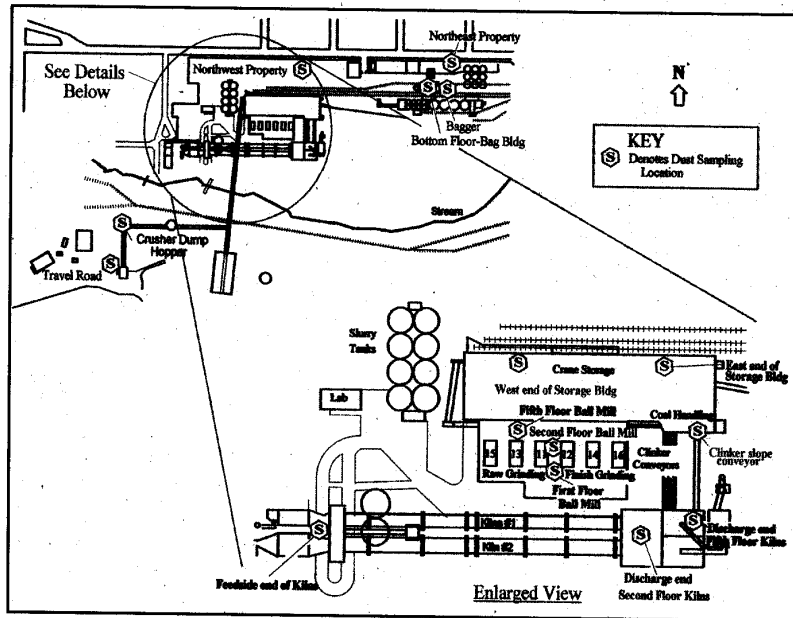 Northeast Property
See Details
Below
Northwest Property
N
S
S
S
S
Bagger
Bottom Floor-Bag Bldg
KEY
S
Denotes Dust Sampling
Location
Stream
S
Crusher Dump
Hopper
Travel Road
S
Slurry
Tanks
S
Crane Storage
S
East end of
Storage Bldg
West end of Storage Bldg
Lab
Fifth Floor Ball Mill
Coal Handling
S
Second Floor Ball Mill
S
S
Clinker slope
conveyor
15
13
11
12
14
16
Clinker
Conveyors
Raw Grinding
Finish Grinding
S
First Floor
Ball Mill
S
Kiln #1
S
Discharge end
Fifth Floor Kilns
Kiln #2
S
Feedside end of Kilns
Discharge end
Second Floor Kilns
Enlarged View